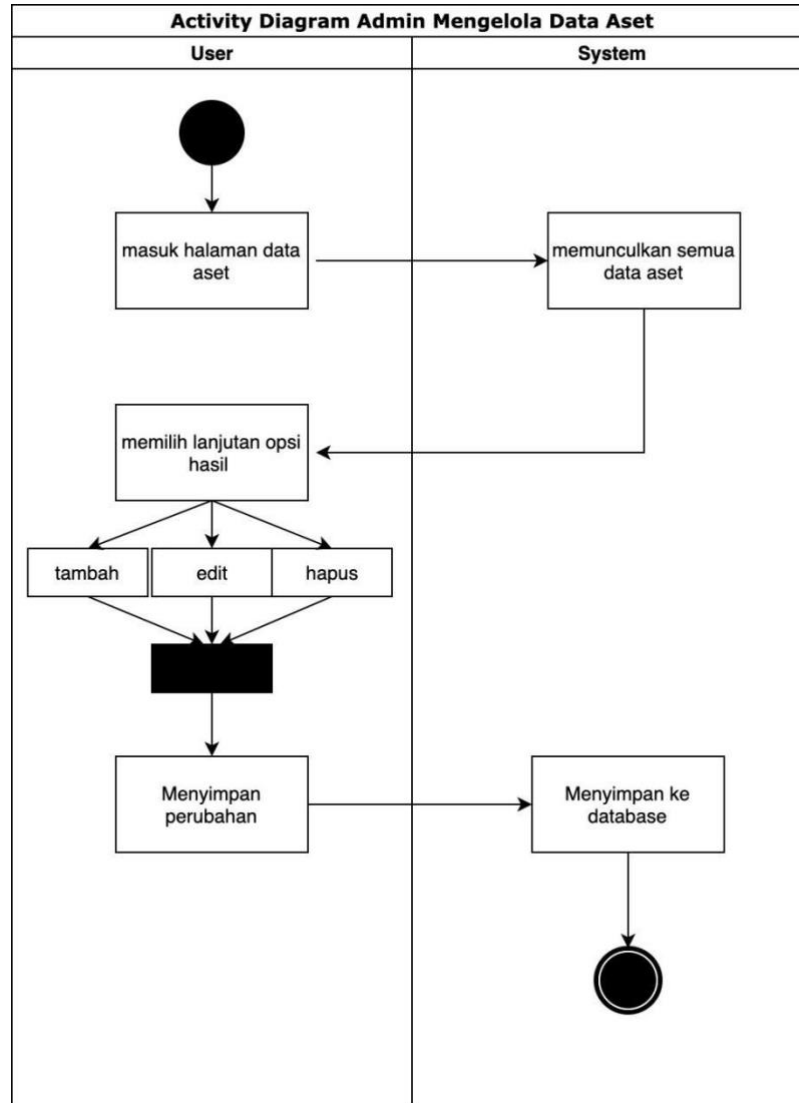 Activity Diagram Admin Mengelola Data Aset
User
System
masuk halaman data
aset
memunculkan semua
data aset
memilih lanjutan opsi
hasil
tambah
edit
hapus
Menyimpan
perubahan
Menyimpan ke
database